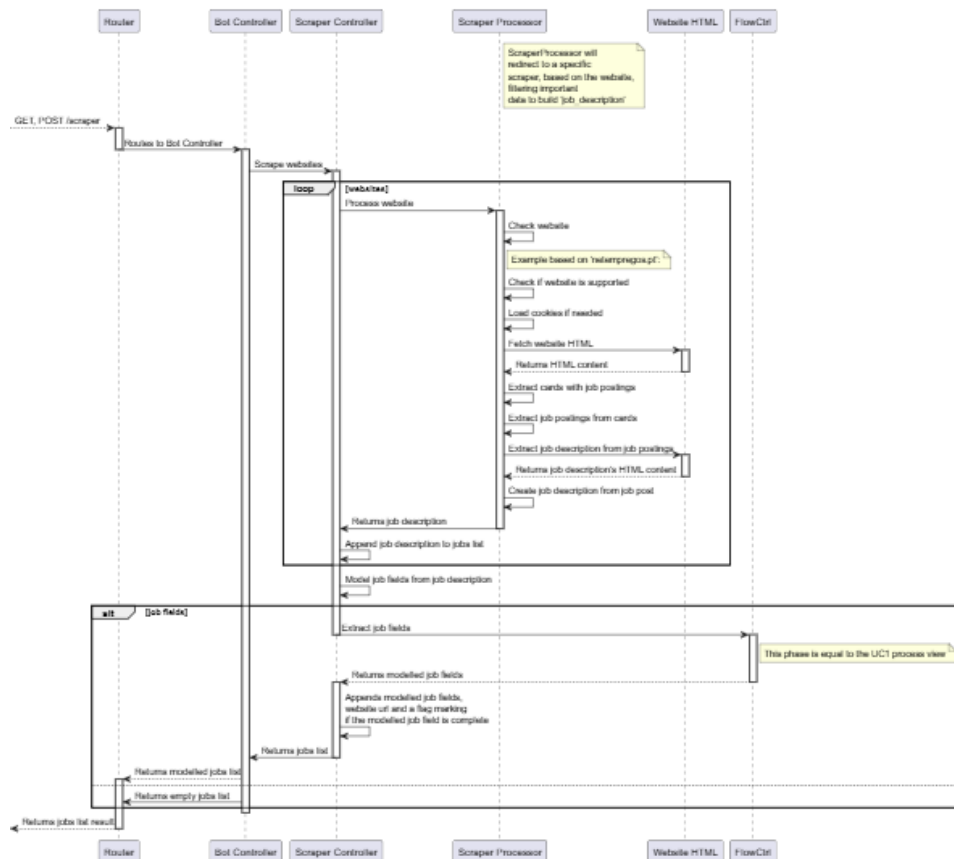 Router Bot Controller Scraper Controller Scraper Processor Website HTML FlowCtrl
ScraperProcessor will
redirect to a specific
scraper, based on the website,
filtering important
data to build 'job_description'
GET, POST /scraper
Routes to Bot Controller
Scrape websites
loop [websites]
Process website
Check website
Example based on 'netempregos.pt':
Check if website is supported
Load cookies if needed
Fetch website HTML
Returns HTML content
Extract cards with job postings
Extract job postings from cards
Extract job description from job postings
Returns job description's HTML content
Create job description from job post
Returns job description
Append job description to jobs list
Model job fields from job description
alt [job fields]
Extract job fields
This phase is equal to the UC1 process view
Returns modelled job fields
Appends modelled job fields,
website url and a flag marking
if the modelled job field is complete
Returns jobs list
Returns modelled jobs list
Returns empty jobs list
Returns jobs list result
Router Bot Controller Scraper Controller Scraper Processor Website HTML FlowCtrl